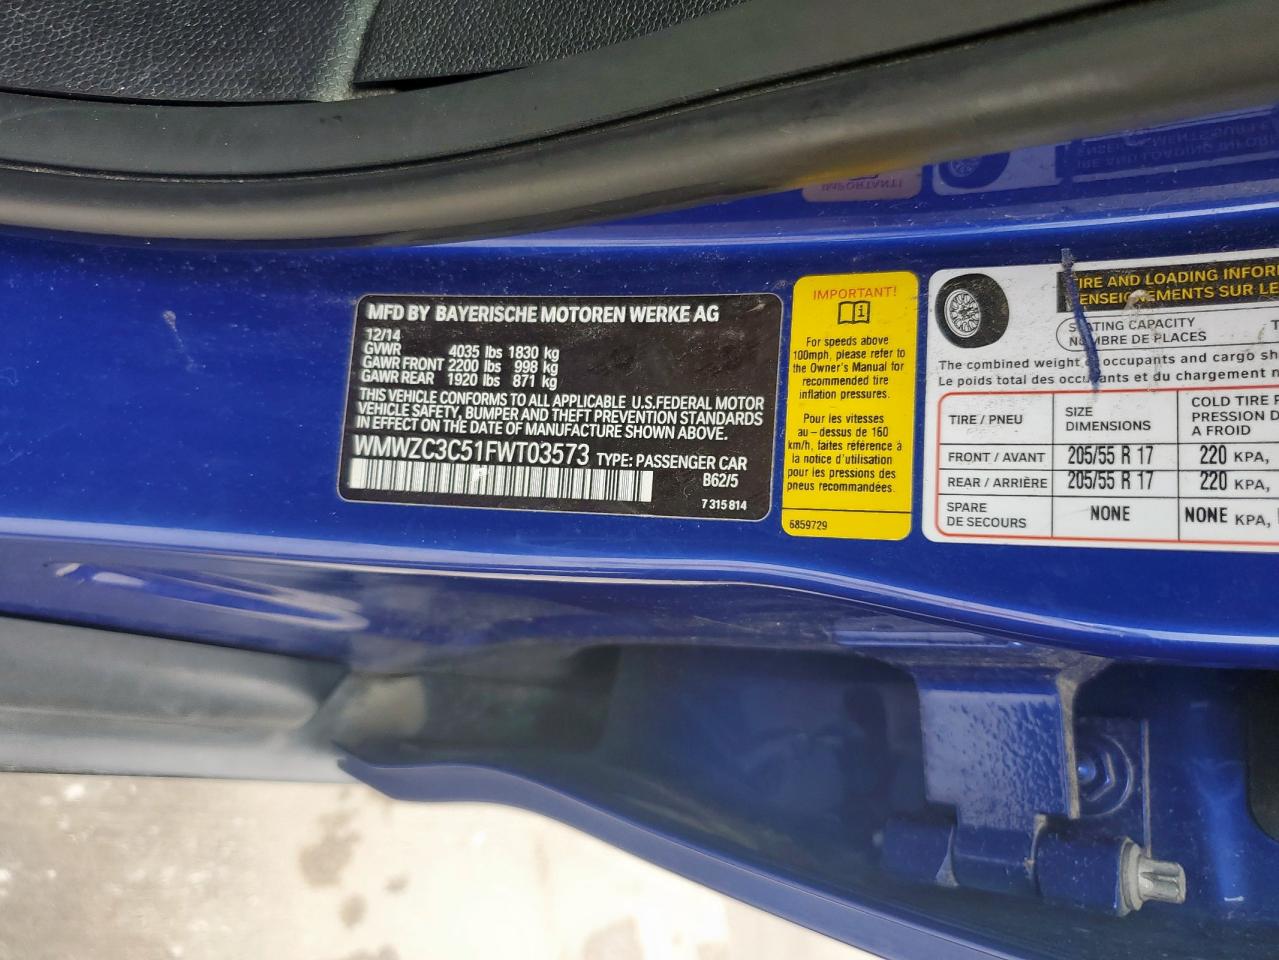 MFD BY BAYERISCHE MOTOREN WERKE AG
12/14
GVWR 4035 lbs 1830 kg
GAWR FRONT 2200 lbs 998 kg
GAWR REAR 1920 lbs 871 kg
THIS VEHICLE CONFORMS TO ALL APPLICABLE U.S.FEDERAL MOTOR
VEHICLE SAFETY, BUMPER AND THEFT PREVENTION STANDARDS
IN EFFECT ON THE DATE OF MANUFACTURE SHOWN ABOVE.
WMWZC3C51FWT03573 TYPE: PASSENGER CAR
B62/5
7 315 814
IMPORTANT!
For speeds above
100mph, please refer to
the Owner's Manual for
recommended tire
inflation pressures.
Pour les vitesses
au-dessus de 160
km/h, faites référence à
la notice d'utilisation
pour les pressions des
pneus recommandées.
6859729
TIRE AND LOADING INFOR
RENSEIGNEMENTS SUR LE
SEATING CAPACITY T
NOMBRE DE PLACES
The combined weight of occupants and cargo sh
Le poids total des occupants et du chargement n
TIRE / PNEU
SIZE
DIMENSIONS
COLD TIRE P
PRESSION D
A FROID
FRONT / AVANT 205/55 R 17 220 KPA,
REAR / ARRIÈRE 205/55 R 17 220 KPA,
SPARE
DE SECOURS
NONE NONE KPA,